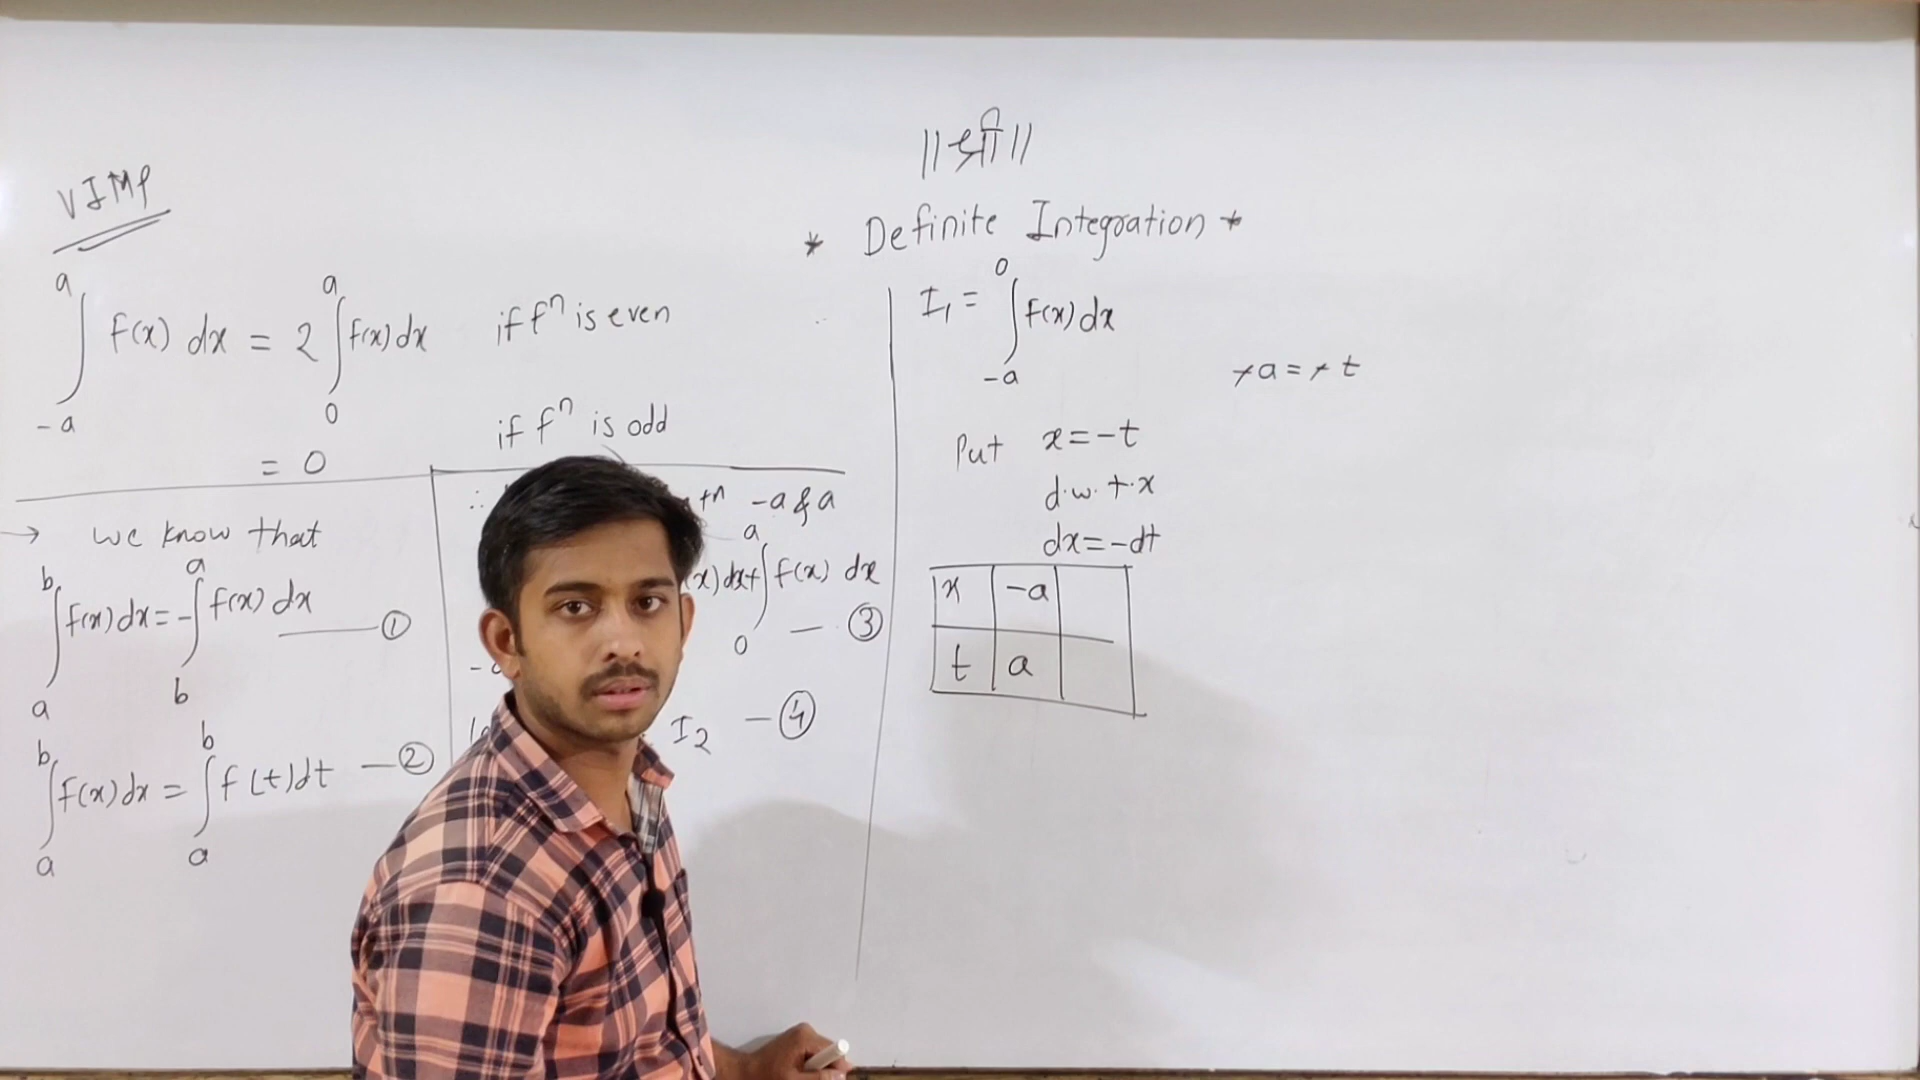 ||श्री||
* Definite Integration *
VIMP
∫_{-a}^{a} f(x) dx = 2 ∫_{0}^{a} f(x) dx if fⁿ is even
= 0 if fⁿ is odd
→ we know that
∫_{a}^{b} f(x) dx = - ∫_{b}^{a} f(x) dx — ①
∫_{a}^{b} f(x) dx = ∫_{a}^{b} f(t) dt — ②
∴ -a & a
(x) dx + ∫_{0}^{a} f(x) dx — ③
I₂ — ④
I₁ = ∫_{-a}^{0} f(x) dx
-a = -t
Put x = -t
d.w.t.x
dx = -dt
x -a
t a